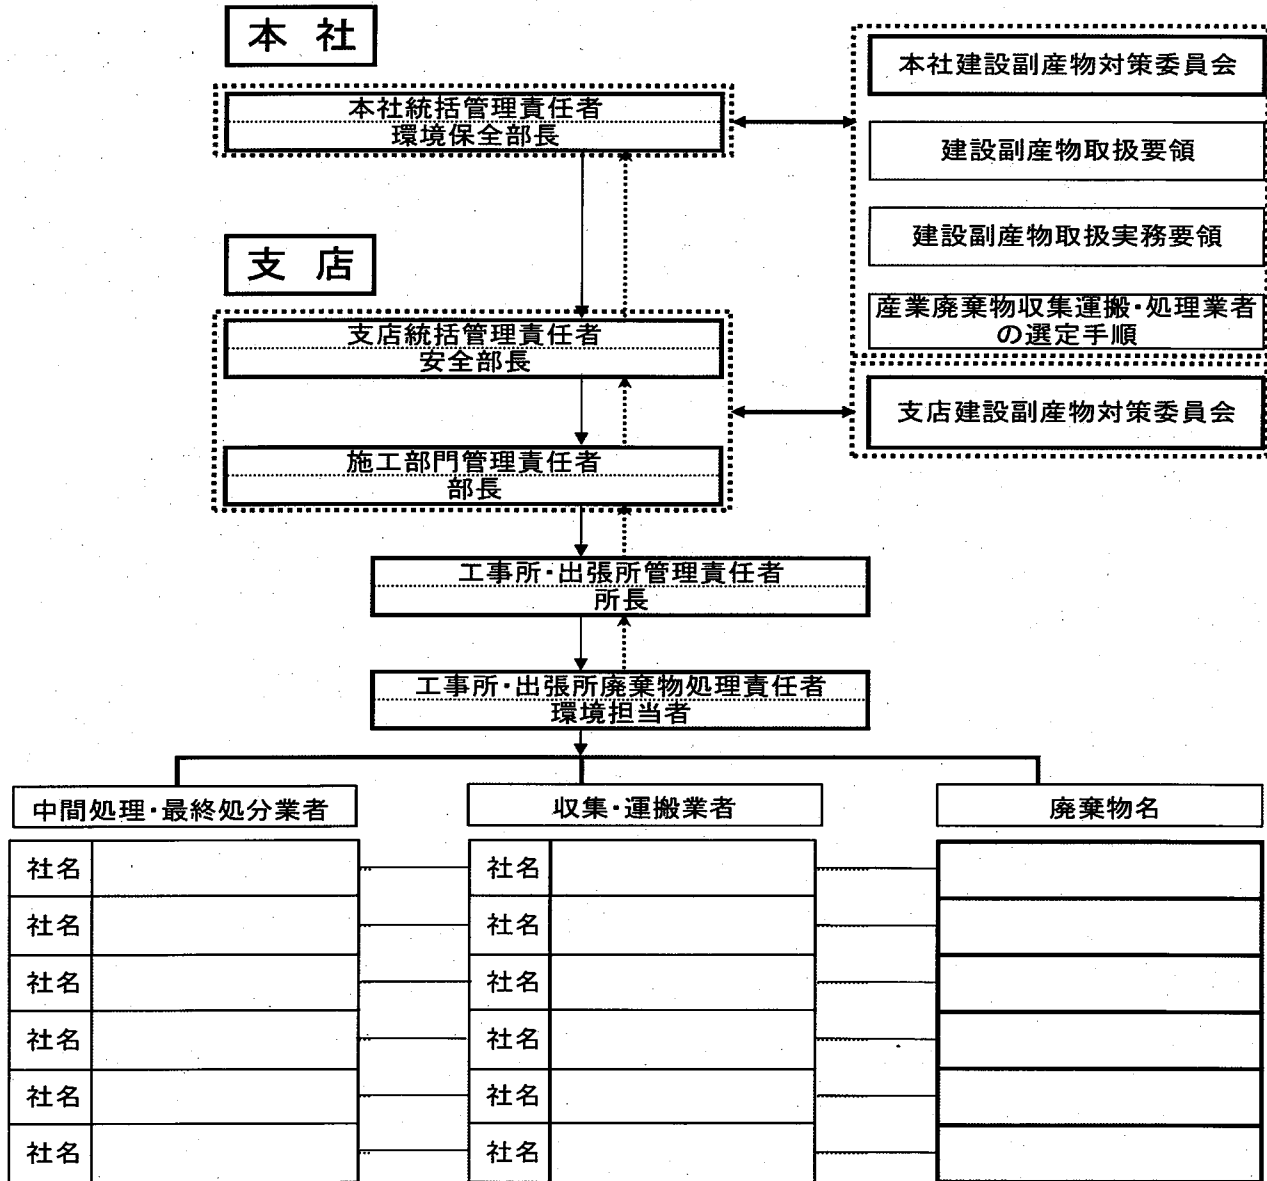 本 社
本社統括管理責任者
環境保全部長
本社建設副産物対策委員会
建設副産物取扱要領
建設副産物取扱実務要領
産業廃棄物収集運搬・処理業者
の選定手順
支 店
支店統括管理責任者
安全部長
支店建設副産物対策委員会
施工部門管理責任者
部長
工事所・出張所管理責任者
所長
工事所・出張所廃棄物処理責任者
環境担当者
中間処理・最終処分業者
収集・運搬業者
廃棄物名
社名
社名
社名
社名
社名
社名
社名
社名
社名
社名
社名
社名